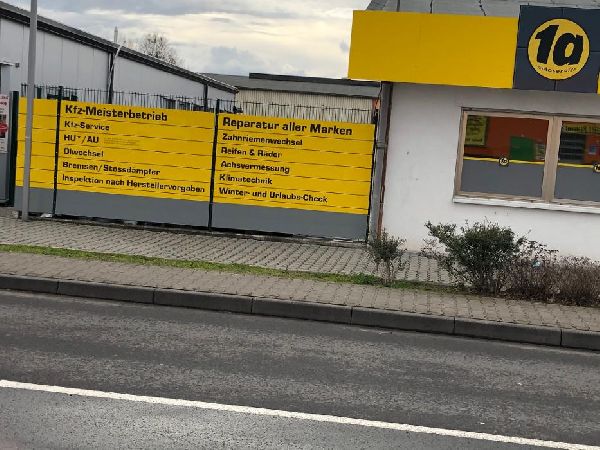 Kfz-Meisterbetrieb
Kfz-Service
HU*/AU
Ölwechsel
Bremsen/Stossdämpfer
Inspektion nach Herstellervorgaben
Reparatur aller Marken
Zahnriemenwechsel
Reifen & Räder
Achsvermessung
Klimatechnik
Winter- und Urlaubs-Check
1a
autoservice